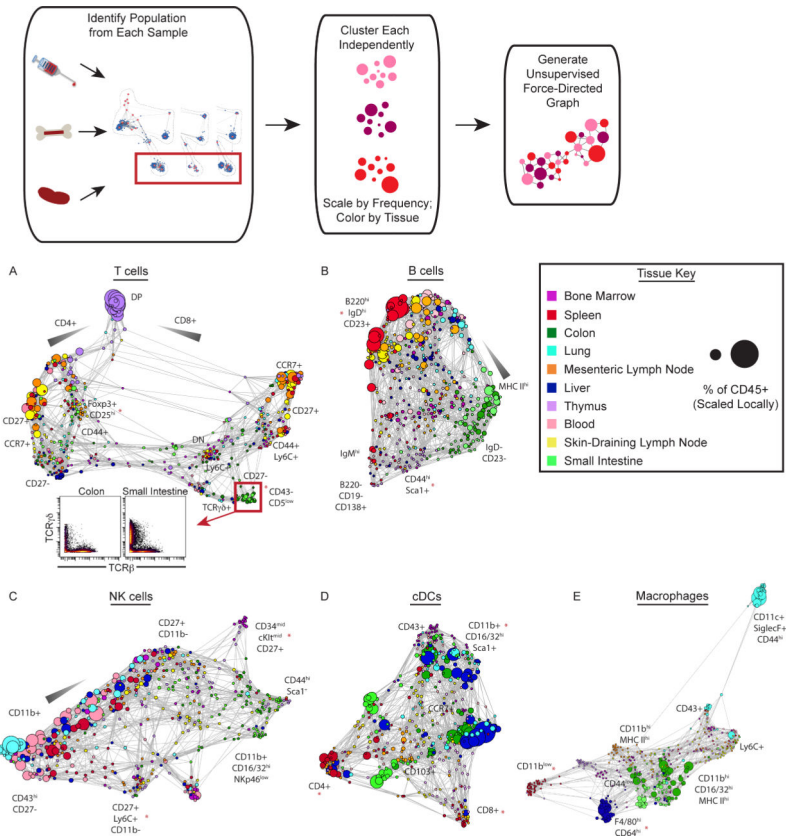 Identify Population
from Each Sample
Cluster Each
Independently
Scale by Frequency;
Color by Tissue
Generate
Unsupervised
Force-Directed
Graph
A
T cells
DP
CD4+
CD8+
CCR7+
CD27+
Foxp3+
CD25hi *
CD44+
CD27+
CCR7+
CD27-
DN
Ly6C+
CD44+
Ly6C+
CD27-
* CD43-
CD5low
TCRγδ+
Colon
Small Intestine
TCRγδ
TCRβ
B
B cells
B220hi
* IgDhi
CD23+
MHC IIhi
IgD-
CD23-
IgMhi
B220-
CD19-
CD138+
CD44hi
Sca1+ *
Tissue Key
Bone Marrow
Spleen
Colon
Lung
Mesenteric Lymph Node
Liver
Thymus
Blood
Skin-Draining Lymph Node
Small Intestine
% of CD45+
(Scaled Locally)
C
NK cells
CD27+
CD11b-
CD34mid
cKitmid *
CD27+
CD44hi
Sca1-
CD11b+
CD11b+
CD16/32hi
NKp46low
CD43hi
CD27-
CD27+
Ly6C+ *
CD11b-
D
cDCs
CD43+
CD11b+ *
CD16/32hi
Sca1+
CD103+
CD4+
*
CD8+ *
E
Macrophages
CD11c+
SiglecF+
CD44hi
CD43+
CD11bhi
MHC IIhi
Ly6C+
CD11blow *
CD44
CD11bhi
CD16/32hi
MHC IIhi
F4/80hi
CD64hi *